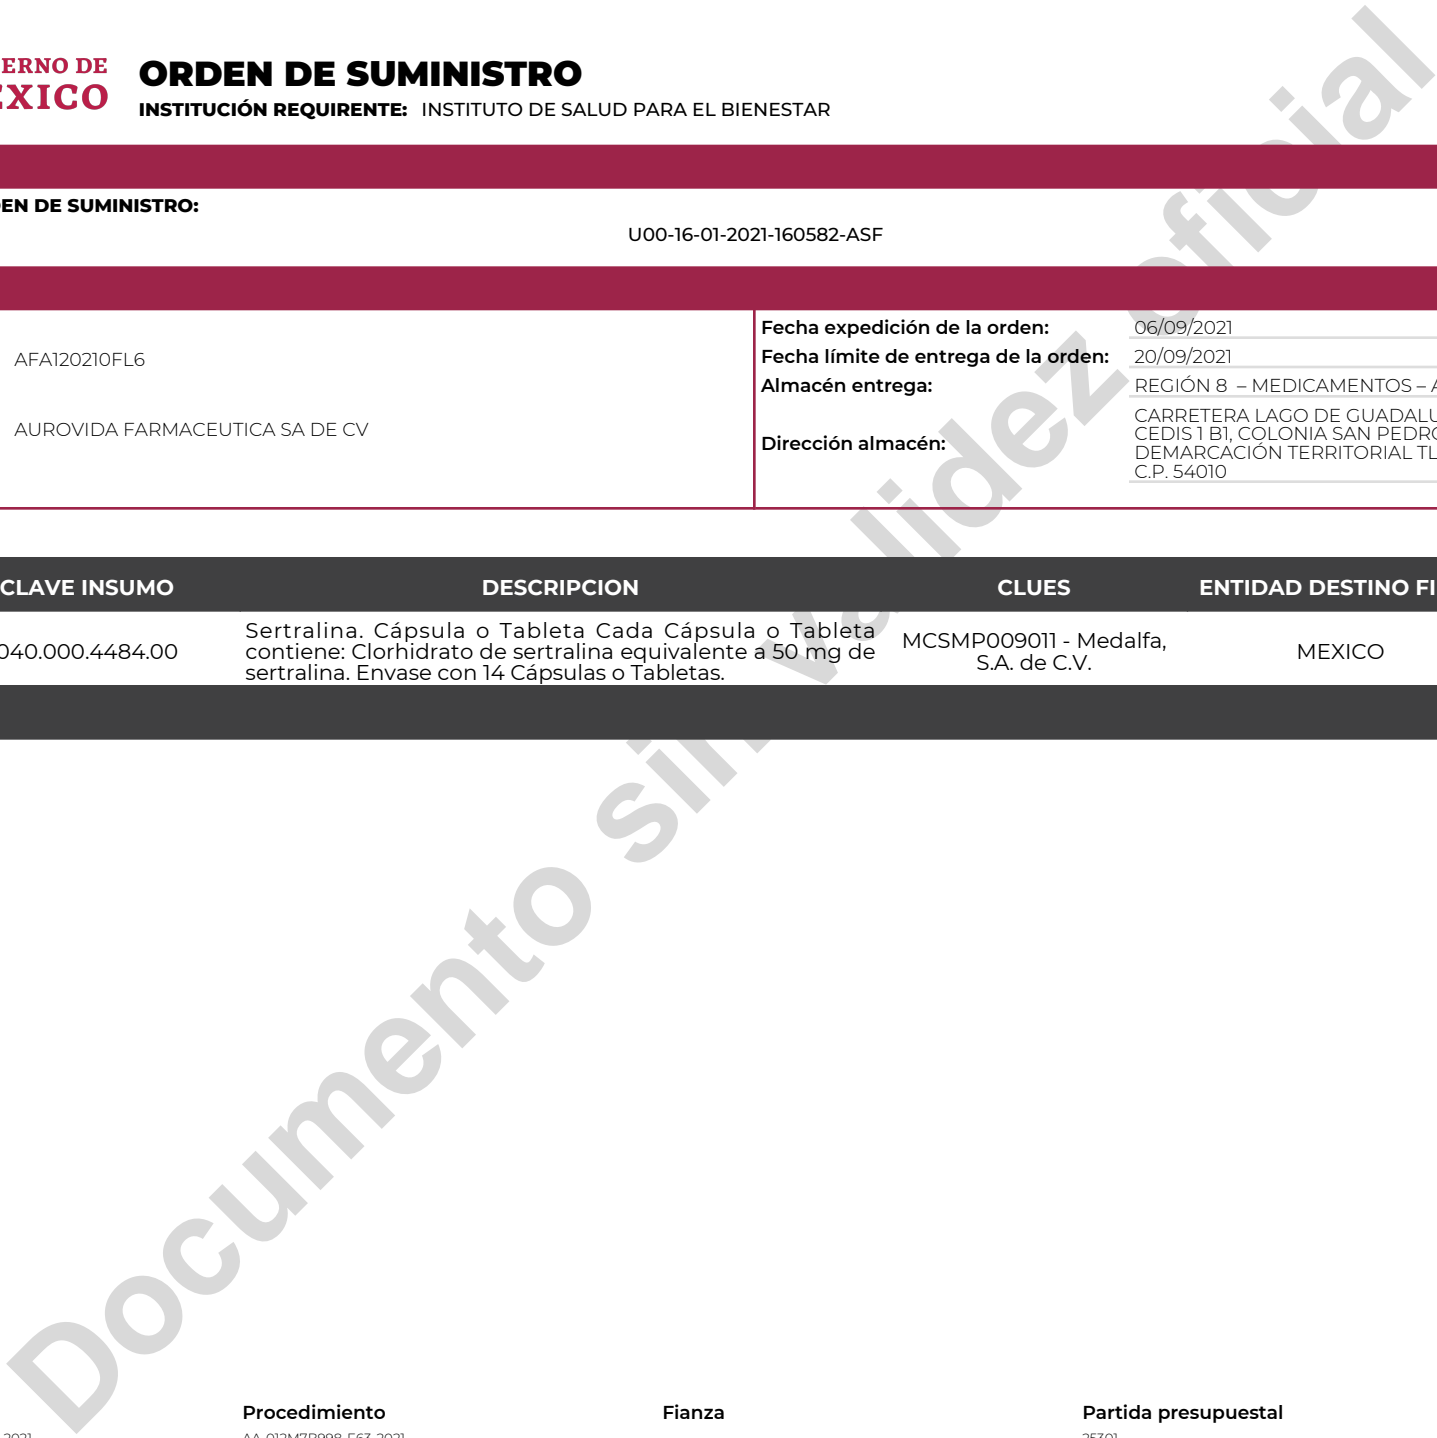 ERNO DE
EXICO
ORDEN DE SUMINISTRO
INSTITUCIÓN REQUIRENTE: INSTITUTO DE SALUD PARA EL BIENESTAR
EN DE SUMINISTRO:
U00-16-01-2021-160582-ASF
AFA120210FL6
AUROVIDA FARMACEUTICA SA DE CV
Fecha expedición de la orden: 06/09/2021
Fecha límite de entrega de la orden: 20/09/2021
Almacén entrega: REGIÓN 8 – MEDICAMENTOS – A
Dirección almacén:
CARRETERA LAGO DE GUADALU
CEDIS 1 B1, COLONIA SAN PEDRO
DEMARCACIÓN TERRITORIAL TL
C.P. 54010
CLAVE INSUMO DESCRIPCION CLUES ENTIDAD DESTINO FI
040.000.4484.00
Sertralina. Cápsula o Tableta Cada Cápsula o Tableta
contiene: Clorhidrato de sertralina equivalente a 50 mg de
sertralina. Envase con 14 Cápsulas o Tabletas.
MCSMP009011 - Medalfa,
S.A. de C.V.
MEXICO
Documento sin validez oficial
Procedimiento Fianza Partida presupuestal